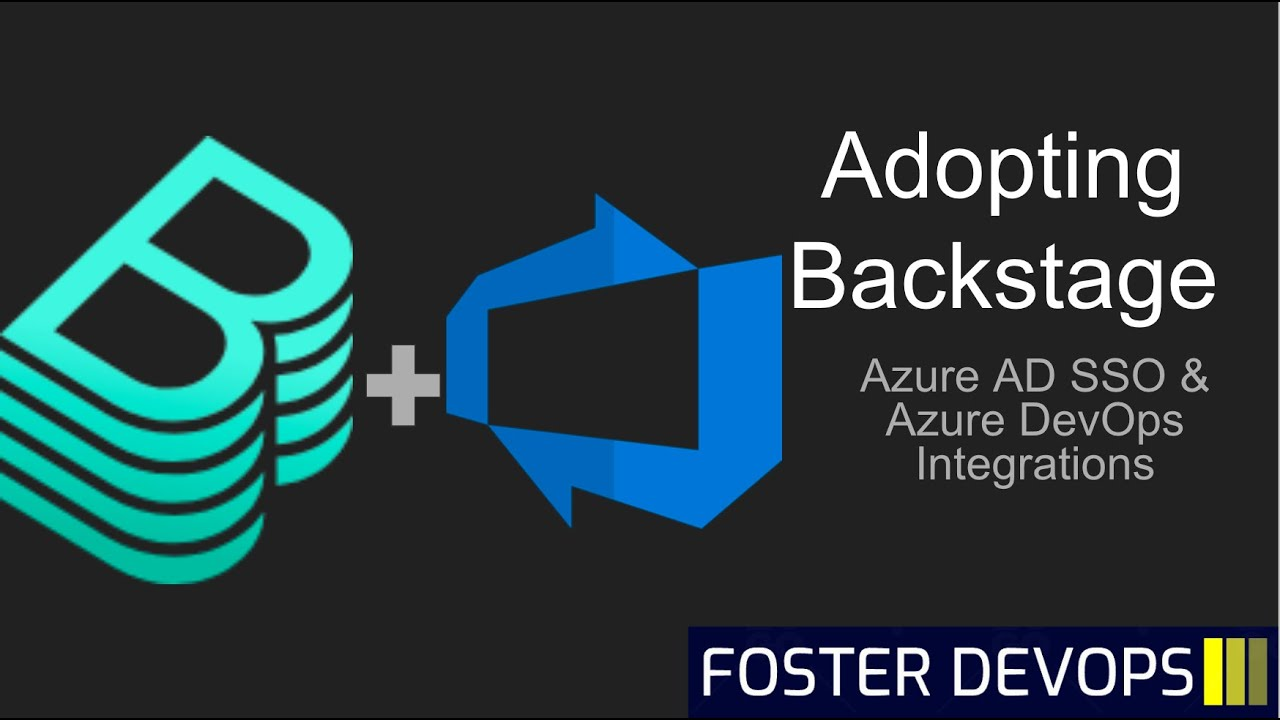 Adopting
Backstage
Azure AD SSO &
Azure DevOps
Integrations
FOSTER DEVOPS